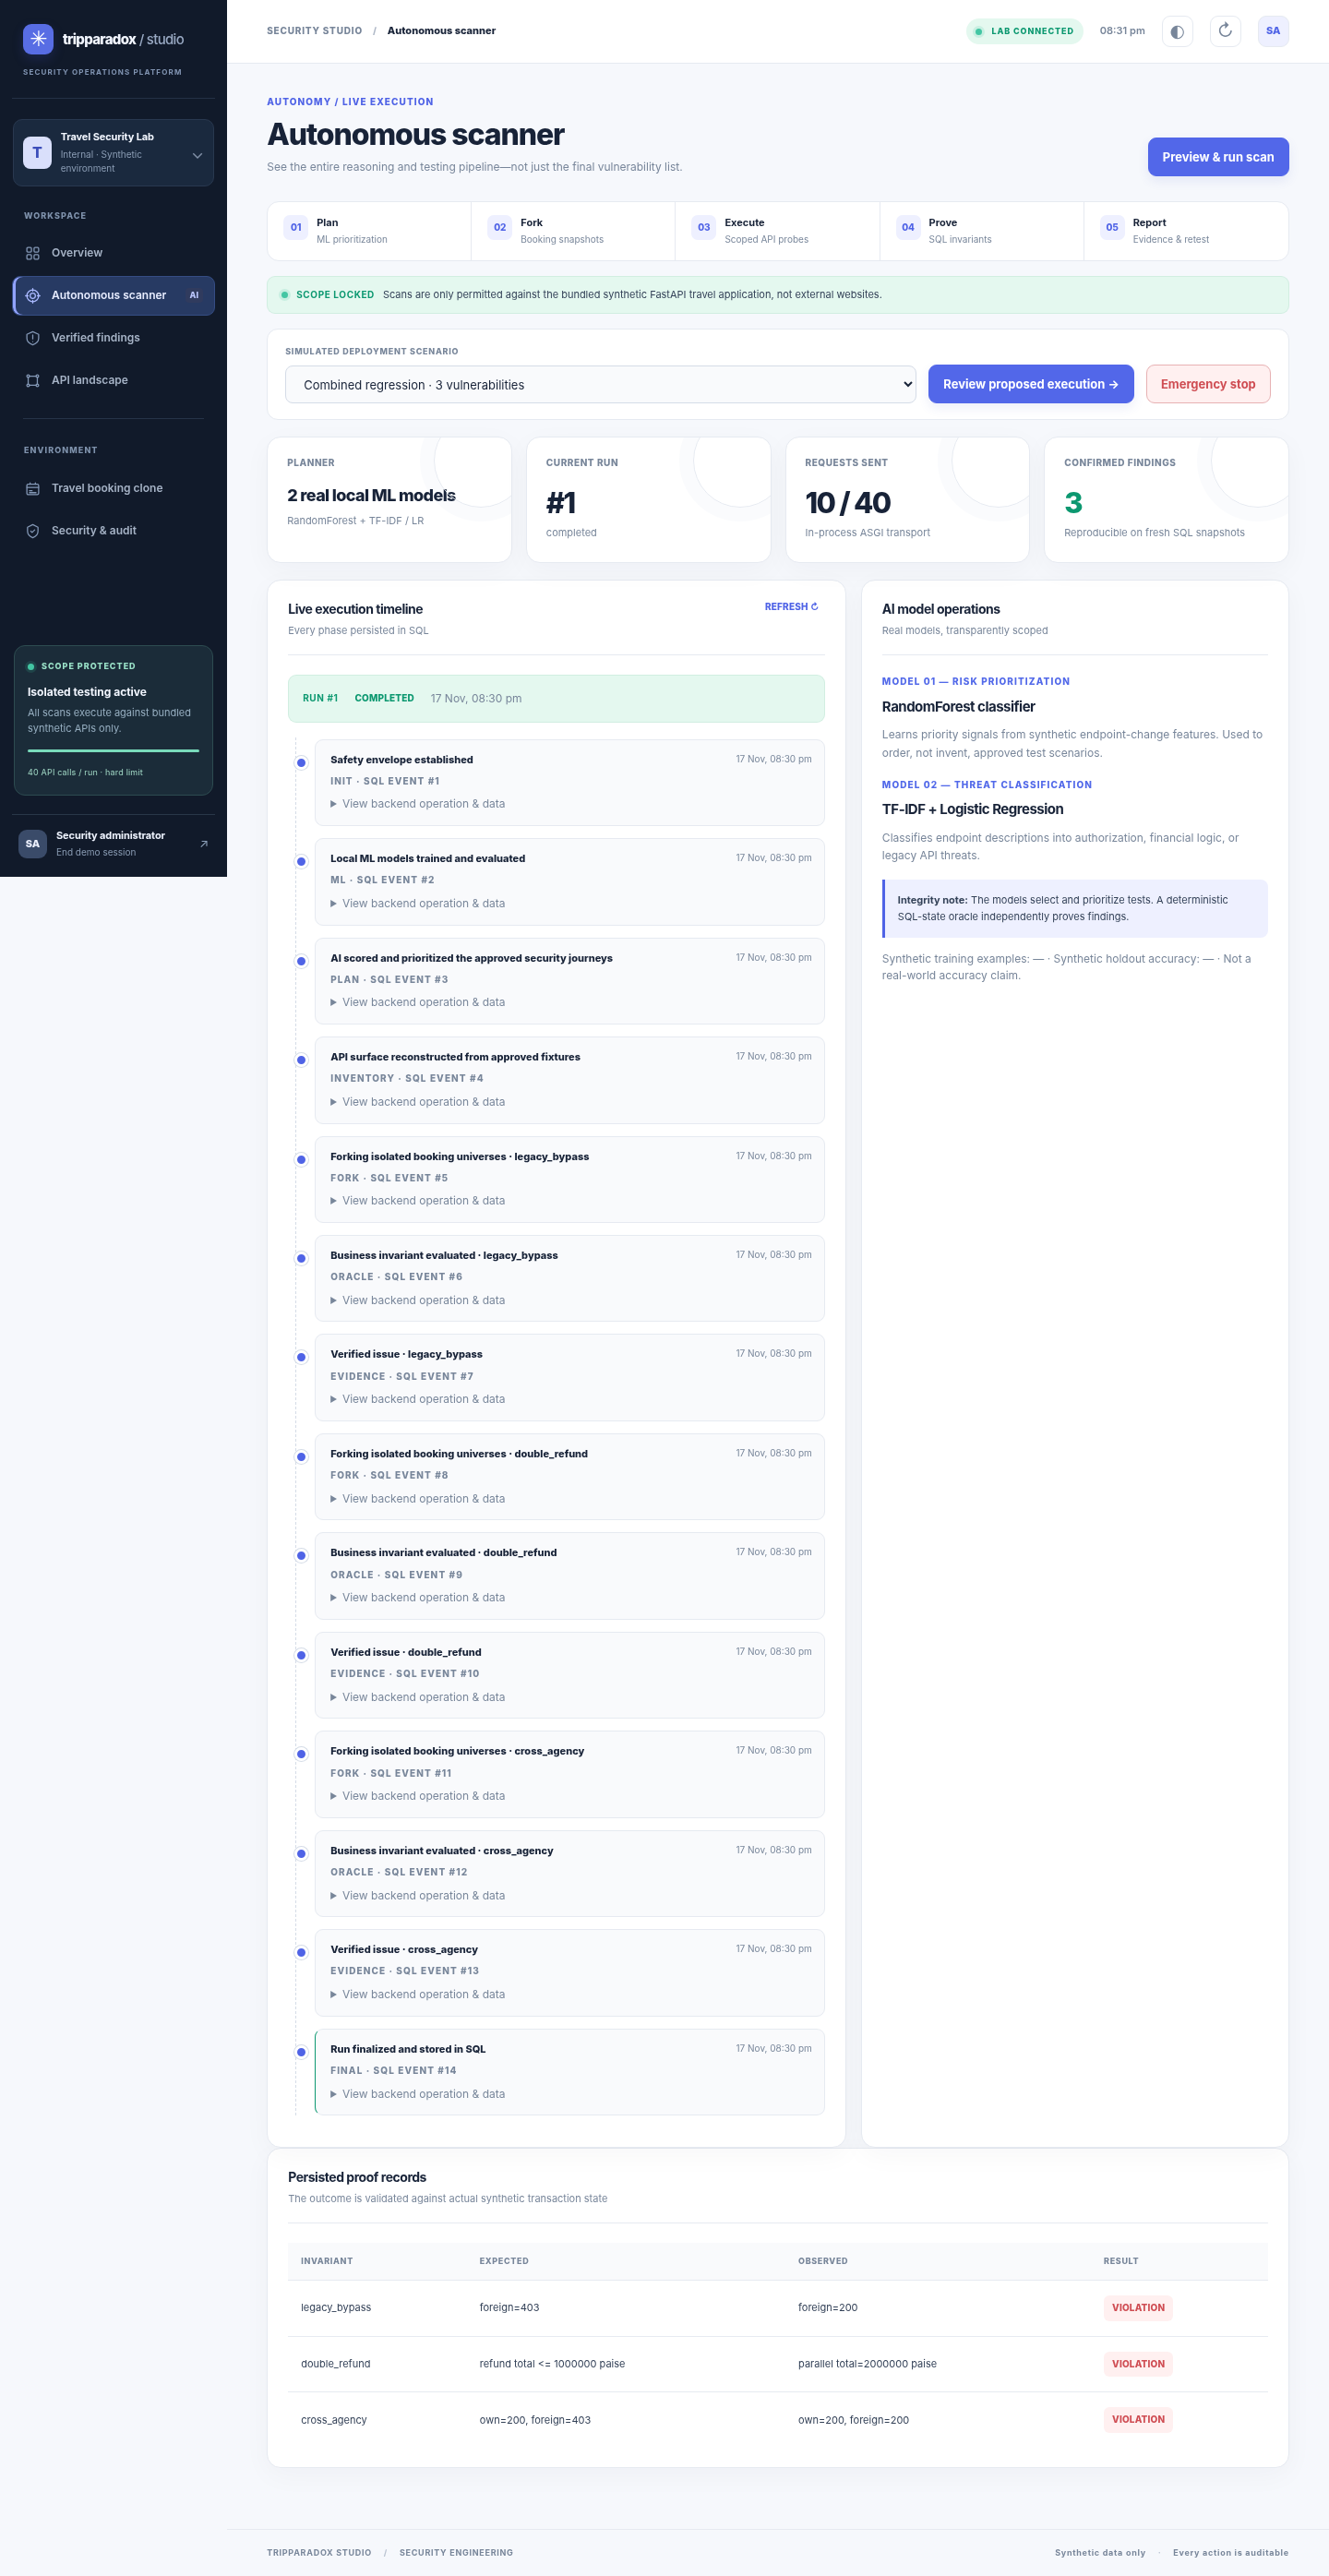 tripparadox / studio
SECURITY OPERATIONS PLATFORM
T
Travel Security Lab
Internal · Synthetic
environment
WORKSPACE
Overview
Autonomous scanner AI
Verified findings
API landscape
ENVIRONMENT
Travel booking clone
Security & audit
SCOPE PROTECTED
Isolated testing active
All scans execute against bundled
synthetic APIs only.
40 API calls / run · hard limit
SA
Security administrator
End demo session
SECURITY STUDIO / Autonomous scanner
LAB CONNECTED
08:31 pm
SA
AUTONOMY / LIVE EXECUTION
Autonomous scanner
See the entire reasoning and testing pipeline—not just the final vulnerability list.
Preview & run scan
01 Plan
ML prioritization
02 Fork
Booking snapshots
03 Execute
Scoped API probes
04 Prove
SQL invariants
05 Report
Evidence & retest
SCOPE LOCKED Scans are only permitted against the bundled synthetic FastAPI travel application, not external websites.
SIMULATED DEPLOYMENT SCENARIO
Combined regression · 3 vulnerabilities
Review proposed execution →
Emergency stop
PLANNER
2 real local ML models
RandomForest + TF-IDF / LR
CURRENT RUN
#1
completed
REQUESTS SENT
10 / 40
In-process ASGI transport
CONFIRMED FINDINGS
3
Reproducible on fresh SQL snapshots
Live execution timeline
REFRESH ↻
Every phase persisted in SQL
RUN #1 COMPLETED 17 Nov, 08:30 pm
Safety envelope established 17 Nov, 08:30 pm
INIT · SQL EVENT #1
▶ View backend operation & data
Local ML models trained and evaluated 17 Nov, 08:30 pm
ML · SQL EVENT #2
▶ View backend operation & data
AI scored and prioritized the approved security journeys 17 Nov, 08:30 pm
PLAN · SQL EVENT #3
▶ View backend operation & data
API surface reconstructed from approved fixtures 17 Nov, 08:30 pm
INVENTORY · SQL EVENT #4
▶ View backend operation & data
Forking isolated booking universes · legacy_bypass 17 Nov, 08:30 pm
FORK · SQL EVENT #5
▶ View backend operation & data
Business invariant evaluated · legacy_bypass 17 Nov, 08:30 pm
ORACLE · SQL EVENT #6
▶ View backend operation & data
Verified issue · legacy_bypass 17 Nov, 08:30 pm
EVIDENCE · SQL EVENT #7
▶ View backend operation & data
Forking isolated booking universes · double_refund 17 Nov, 08:30 pm
FORK · SQL EVENT #8
▶ View backend operation & data
Business invariant evaluated · double_refund 17 Nov, 08:30 pm
ORACLE · SQL EVENT #9
▶ View backend operation & data
Verified issue · double_refund 17 Nov, 08:30 pm
EVIDENCE · SQL EVENT #10
▶ View backend operation & data
Forking isolated booking universes · cross_agency 17 Nov, 08:30 pm
FORK · SQL EVENT #11
▶ View backend operation & data
Business invariant evaluated · cross_agency 17 Nov, 08:30 pm
ORACLE · SQL EVENT #12
▶ View backend operation & data
Verified issue · cross_agency 17 Nov, 08:30 pm
EVIDENCE · SQL EVENT #13
▶ View backend operation & data
Run finalized and stored in SQL 17 Nov, 08:30 pm
FINAL · SQL EVENT #14
▶ View backend operation & data
AI model operations
Real models, transparently scoped
MODEL 01 — RISK PRIORITIZATION
RandomForest classifier
Learns priority signals from synthetic endpoint-change features. Used to
order, not invent, approved test scenarios.
MODEL 02 — THREAT CLASSIFICATION
TF-IDF + Logistic Regression
Classifies endpoint descriptions into authorization, financial logic, or
legacy API threats.
Integrity note: The models select and prioritize tests. A deterministic
SQL-state oracle independently proves findings.
Synthetic training examples: — · Synthetic holdout accuracy: — · Not a
real-world accuracy claim.
Persisted proof records
The outcome is validated against actual synthetic transaction state
INVARIANT EXPECTED OBSERVED RESULT
legacy_bypass foreign=403 foreign=200 VIOLATION
double_refund refund total <= 1000000 paise parallel total=2000000 paise VIOLATION
cross_agency own=200, foreign=403 own=200, foreign=200 VIOLATION
TRIPPARADOX STUDIO / SECURITY ENGINEERING
Synthetic data only · Every action is auditable